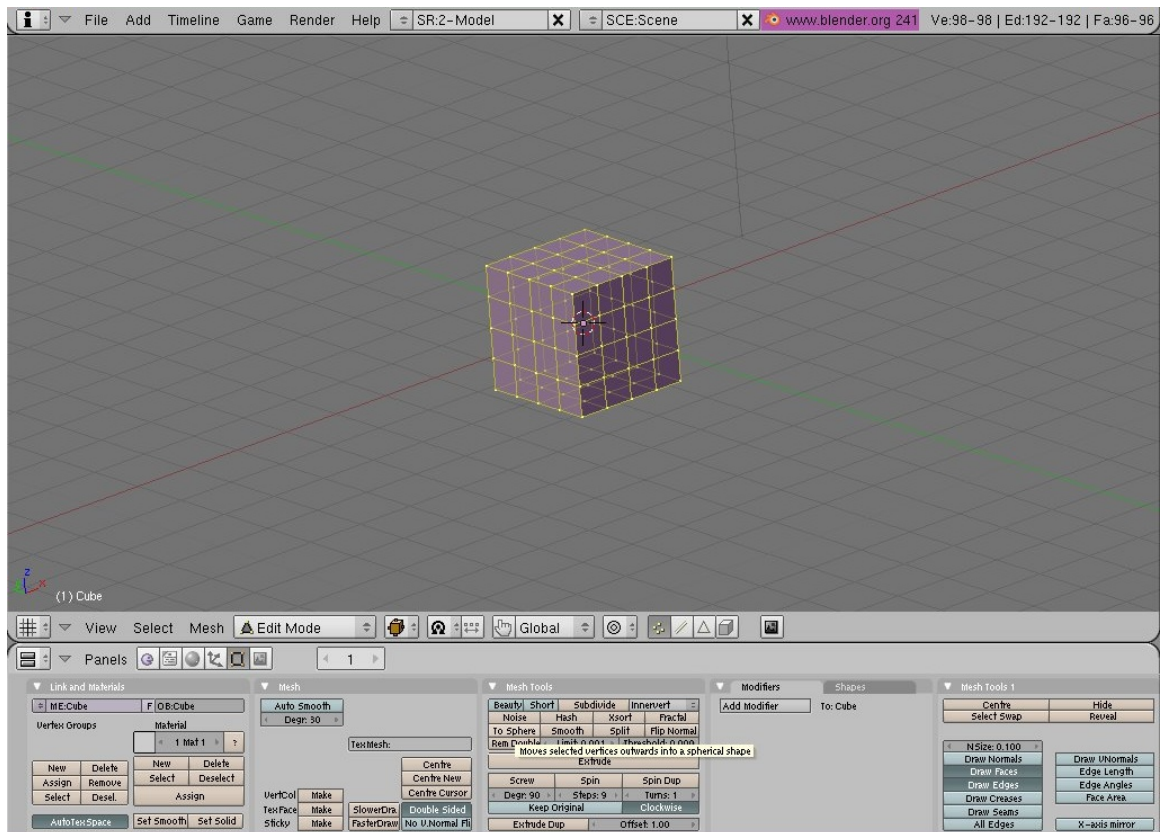 File Add Timeline Game Render Help SR:2-Model SCE:Scene www.blender.org 241 Ve:98-98 | Ed:192-192 | Fa:96-96
z
x
(1) Cube
View Select Mesh Edit Mode Global
Panels 1
Link and Materials
ME:Cube F OB:Cube
Vertex Groups Material
1 Mat 1 ?
New Delete New Delete
Assign Remove Select Deselect
Select Desel. Assign
AutoTexSpace Set Smooth Set Solid
Mesh
Auto Smooth
Degr: 30
TexMesh:
Centre
Centre New
Centre Cursor
VertCol Make
TexFace Make SlowerDra Double Sided
Sticky Make FasterDraw No V.Normal Fli
Mesh Tools
Beauty Short Subdivide Innervert
Noise Hash Xsort Fractal
To Sphere Smooth Split Flip Normal
Rem Double Limit: 0.001 Threshold: 0.000
Moves selected vertices outwards into a spherical shape
Extrude
Screw Spin Spin Dup
Degr: 90 Steps: 9 Turns: 1
Keep Original Clockwise
Extrude Dup Offset: 1.00
Modifiers Shapes
Add Modifier To: Cube
Mesh Tools 1
Centre Hide
Select Swap Reveal
NSize: 0.100
Draw Normals Draw VNormals
Draw Faces Edge Length
Draw Edges Edge Angles
Draw Creases Face Area
Draw Seams
All Edges X-axis mirror